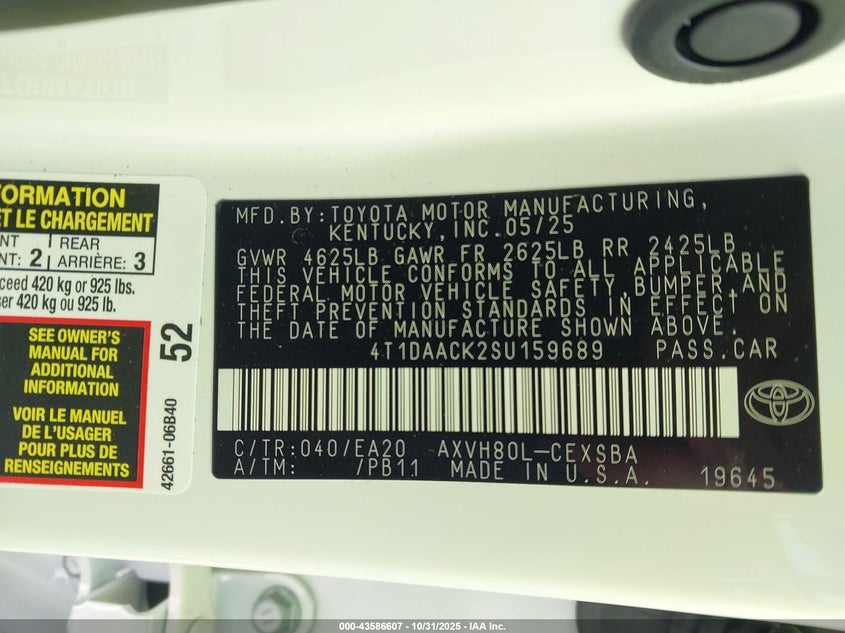 FORMATION
ET LE CHARGEMENT
NT 2 REAR
NT: ARRIÈRE: 3
ceed 420 kg or 925 lbs.
ser 420 kg ou 925 lb.
SEE OWNER'S
MANUAL FOR
ADDITIONAL
INFORMATION
VOIR LE MANUEL
DE L'USAGER
POUR PLUS DE
RENSEIGNEMENTS
52
42661-06B40
MFD.BY:TOYOTA MOTOR MANUFACTURING,
KENTUCKY,INC.05/25
GVWR 4625LB GAWR FR 2625LB RR 2425LB
THIS VEHICLE CONFORMS TO ALL APPLICABLE
FEDERAL MOTOR VEHICLE SAFETY,BUMPER,AND
THEFT PREVENTION STANDARDS IN EFFECT ON
THE DATE OF MANUFACTURE SHOWN ABOVE.
4T1DAACK2SU159689 PASS.CAR
C/TR:040/EA20 AXVH80L-CEXSBA
A/TM: /PB11 MADE IN U.S.A. 19645
000-43586607 - 10/31/2025 - IAA Inc.